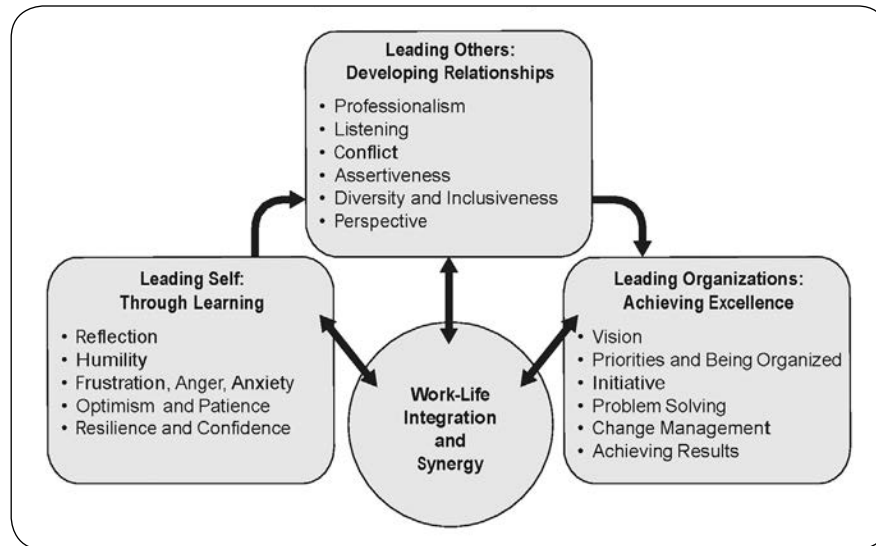 Leading Others:
Developing Relationships
• Professionalism
• Listening
• Conflict
• Assertiveness
• Diversity and Inclusiveness
• Perspective
Leading Self:
Through Learning
• Reflection
• Humility
• Frustration, Anger, Anxiety
• Optimism and Patience
• Resilience and Confidence
Leading Organizations:
Achieving Excellence
• Vision
• Priorities and Being Organized
• Initiative
• Problem Solving
• Change Management
• Achieving Results
Work-Life
Integration
and
Synergy